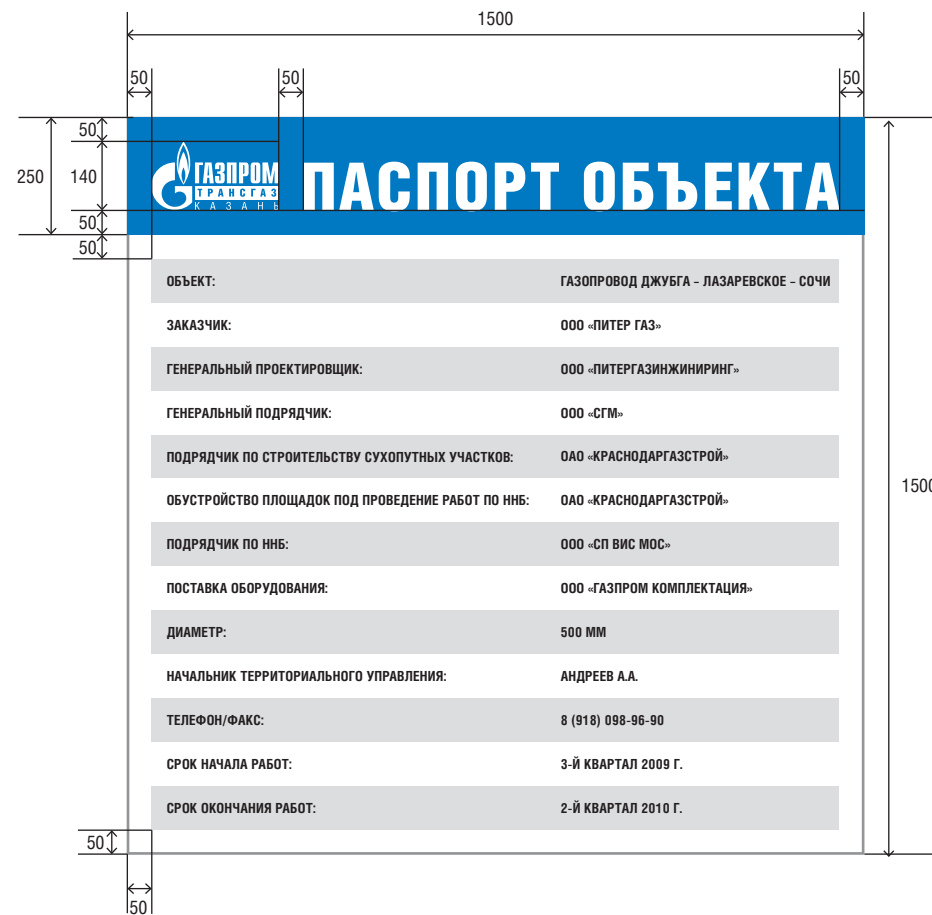 1500
50 50 50
50
250 140
50
50
ГАЗПРОМ
ТРАНСГАЗ
КАЗАНЬ
ПАСПОРТ ОБЪЕКТА
ОБЪЕКТ: ГАЗОПРОВОД ДЖУБГА – ЛАЗАРЕВСКОЕ – СОЧИ
ЗАКАЗЧИК: ООО «ПИТЕР ГАЗ»
ГЕНЕРАЛЬНЫЙ ПРОЕКТИРОВЩИК: ООО «ПИТЕРГАЗИНЖИНИРИНГ»
ГЕНЕРАЛЬНЫЙ ПОДРЯДЧИК: ООО «СГМ»
ПОДРЯДЧИК ПО СТРОИТЕЛЬСТВУ СУХОПУТНЫХ УЧАСТКОВ: ОАО «КРАСНОДАРГАЗСТРОЙ»
1500
ОБУСТРОЙСТВО ПЛОЩАДОК ПОД ПРОВЕДЕНИЕ РАБОТ ПО ННБ: ОАО «КРАСНОДАРГАЗСТРОЙ»
ПОДРЯДЧИК ПО ННБ: ООО «СП ВИС МОС»
ПОСТАВКА ОБОРУДОВАНИЯ: ООО «ГАЗПРОМ КОМПЛЕКТАЦИЯ»
ДИАМЕТР: 500 ММ
НАЧАЛЬНИК ТЕРРИТОРИАЛЬНОГО УПРАВЛЕНИЯ: АНДРЕЕВ А.А.
ТЕЛЕФОН/ФАКС: 8 (918) 098-96-90
СРОК НАЧАЛА РАБОТ: 3-Й КВАРТАЛ 2009 Г.
СРОК ОКОНЧАНИЯ РАБОТ: 2-Й КВАРТАЛ 2010 Г.
50
50